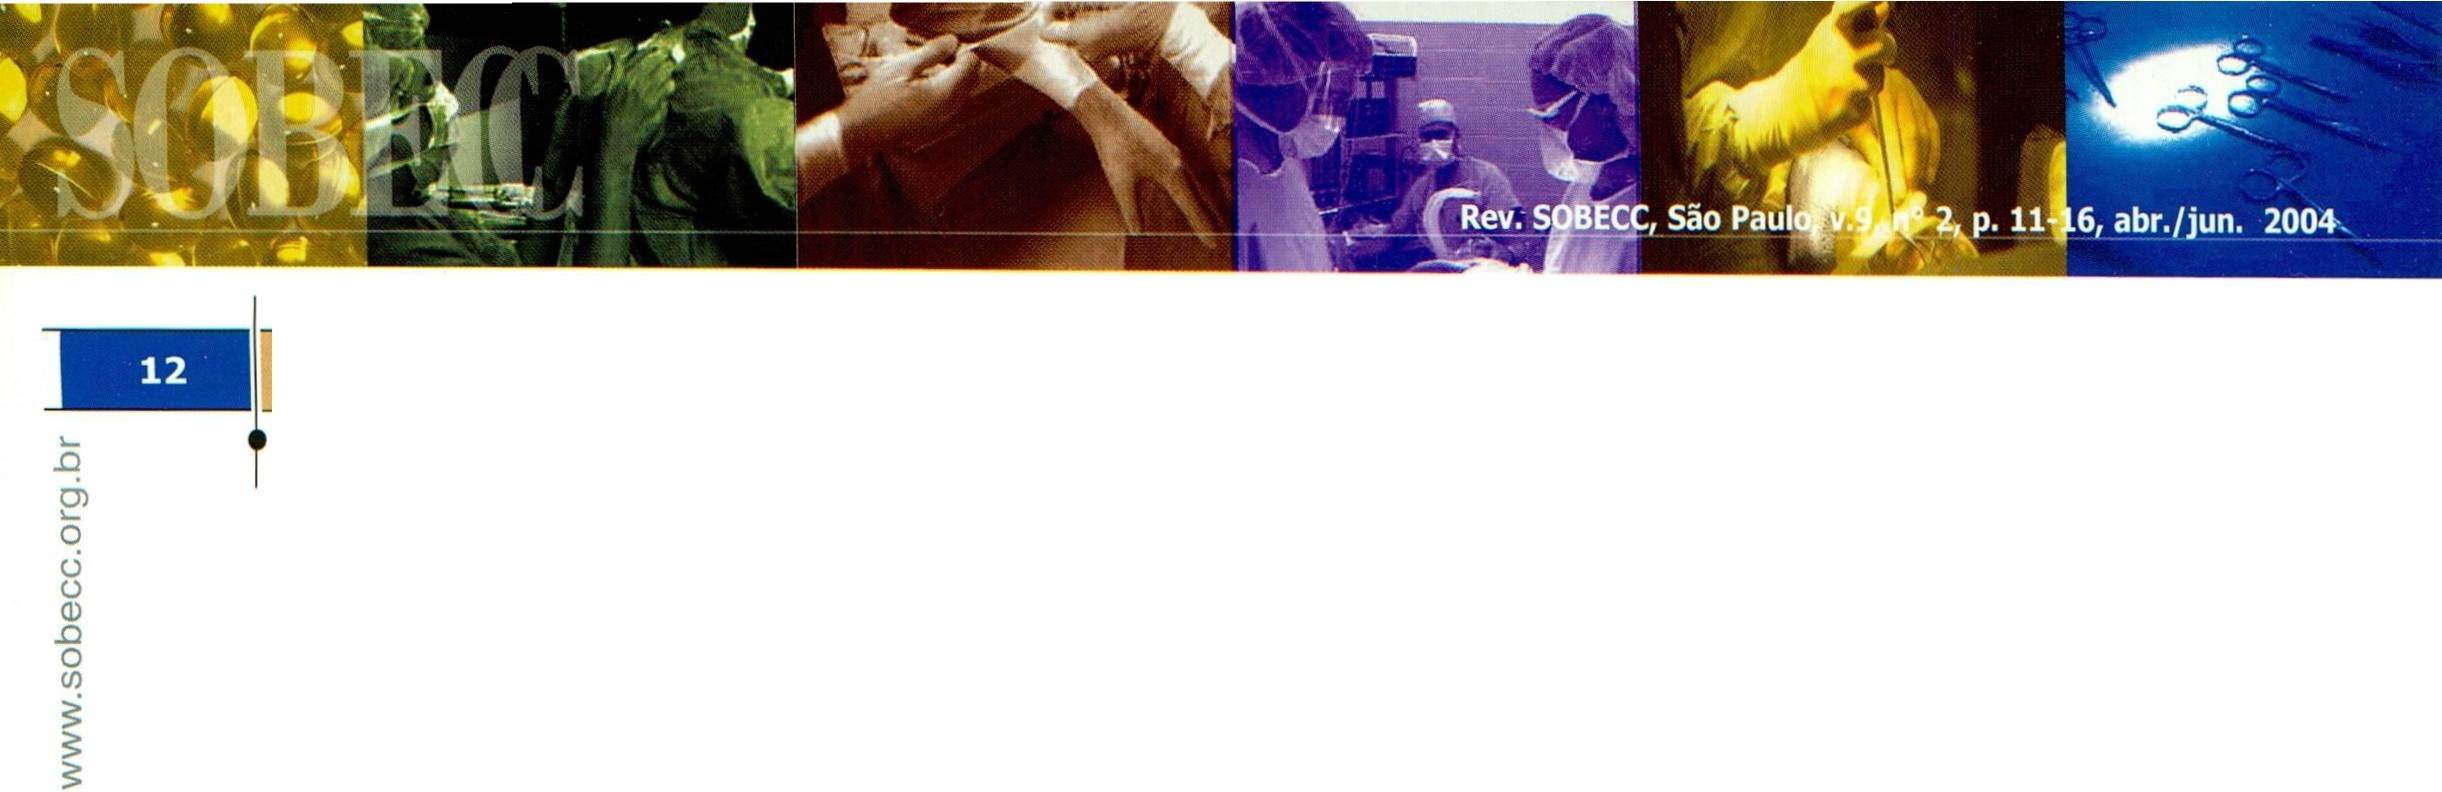 SOBECC
Rev. SOBECC, São Paulo, v.9, nº 2, p. 11-16, abr./jun. 2004
12
www.sobecc.org.br